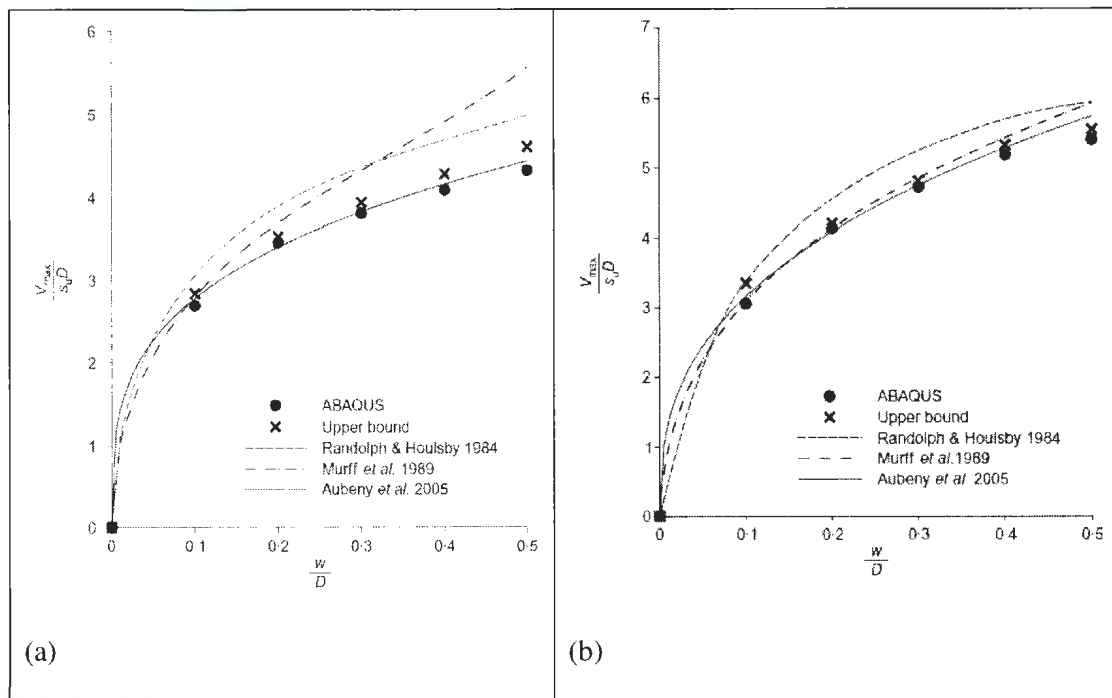 6
5
4
3
2
1
0
V_max
s_uD
0
0·1
0·2
0·3
0·4
0·5
w
D
ABAQUS
Upper bound
Randolph & Houlsby 1984
Murff et al. 1989
Aubeny et al. 2005
(a)
7
6
5
4
3
2
1
0
V_max
s_uD
0
0·1
0·2
0·3
0·4
0·5
w
D
ABAQUS
Upper bound
Randolph & Houlsby 1984
Murff et al.1989
Aubeny et al 2005
(b)